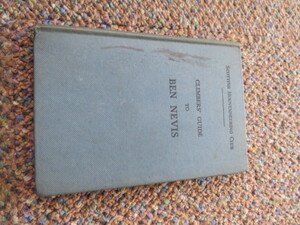 SCOTTISH MOUNTAINEERING CLUB
CLIMBERS' GUIDE
TO
BEN NEVIS